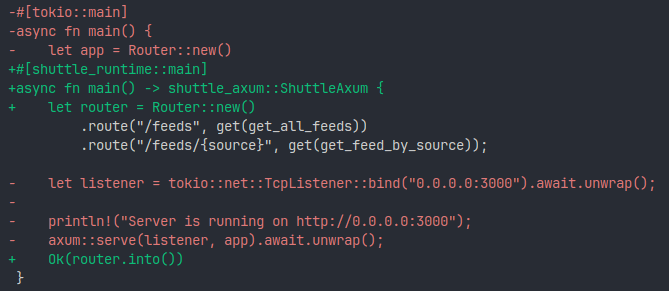 -#[tokio::main]
-async fn main() {
-    let app = Router::new()
+#[shuttle_runtime::main]
+async fn main() -> shuttle_axum::ShuttleAxum {
+    let router = Router::new()
         .route("/feeds", get(get_all_feeds))
         .route("/feeds/{source}", get(get_feed_by_source));

-    let listener = tokio::net::TcpListener::bind("0.0.0.0:3000").await.unwrap();
-
-    println!("Server is running on http://0.0.0.0:3000");
-    axum::serve(listener, app).await.unwrap();
+    Ok(router.into())
 }